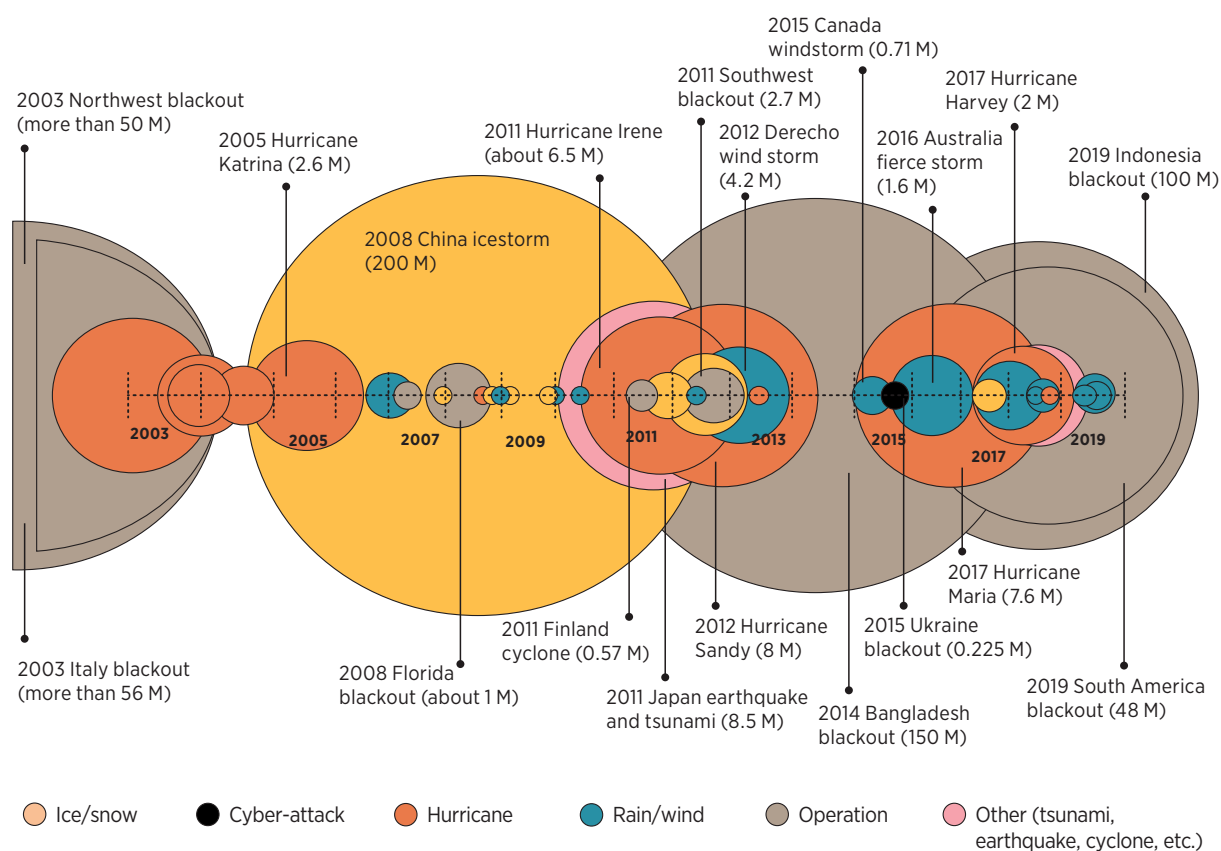 2015 Canada
windstorm (0.71 M)
2011 Southwest
blackout (2.7 M)
2017 Hurricane
Harvey (2 M)
2003 Northwest blackout
(more than 50 M)
2005 Hurricane
Katrina (2.6 M)
2011 Hurricane Irene
(about 6.5 M)
2012 Derecho
wind storm
(4.2 M)
2016 Australia
fierce storm
(1.6 M)
2019 Indonesia
blackout (100 M)
2008 China icestorm
(200 M)
2003
2005
2007
2009
2011
2013
2015
2017
2019
2003 Italy blackout
(more than 56 M)
2008 Florida
blackout (about 1 M)
2011 Finland
cyclone (0.57 M)
2011 Japan earthquake
and tsunami (8.5 M)
2012 Hurricane
Sandy (8 M)
2014 Bangladesh
blackout (150 M)
2015 Ukraine
blackout (0.225 M)
2017 Hurricane
Maria (7.6 M)
2019 South America
blackout (48 M)
Ice/snow
Cyber-attack
Hurricane
Rain/wind
Operation
Other (tsunami,
earthquake, cyclone, etc.)